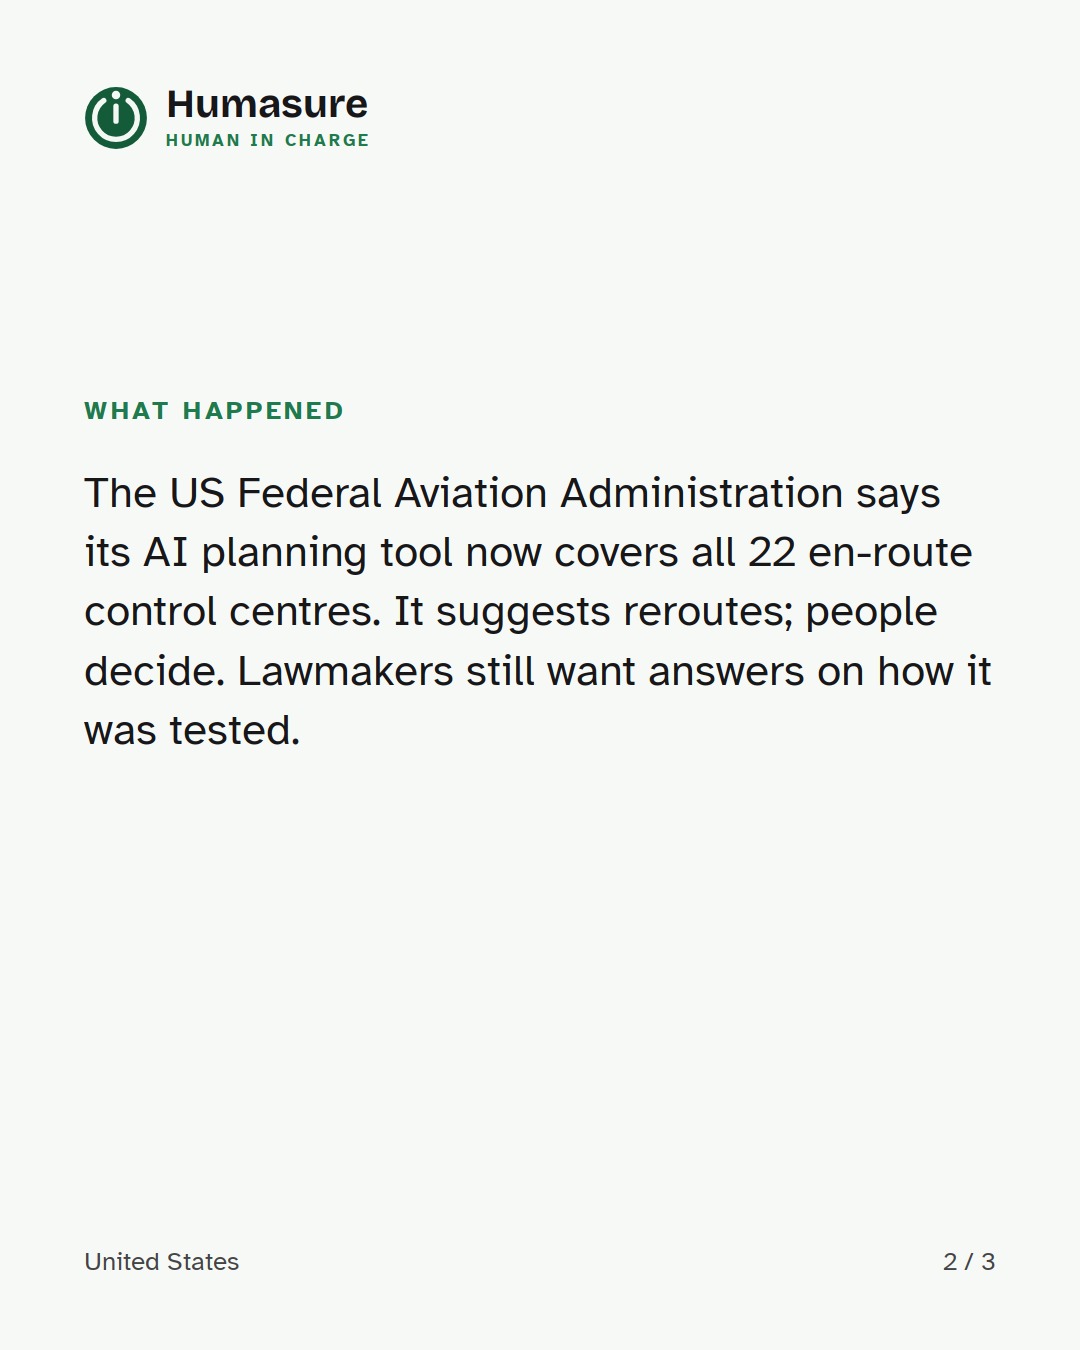 Humasure
HUMAN IN CHARGE
WHAT HAPPENED
The US Federal Aviation Administration says
its AI planning tool now covers all 22 en-route
control centres. It suggests reroutes; people
decide. Lawmakers still want answers on how it
was tested.
United States
2 / 3